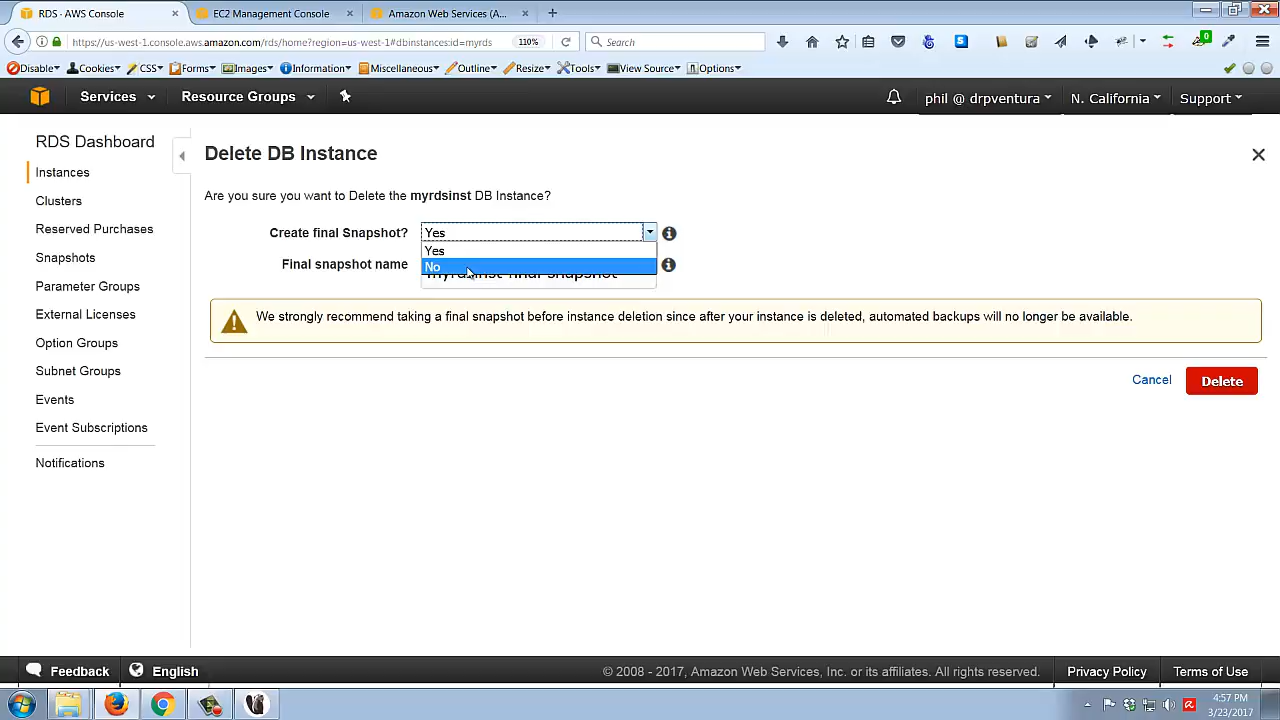 RDS - AWS Console
EC2 Management Console
Amazon Web Services (A...
https://us-west-1.console.aws.amazon.com/rds/home?region=us-west-1#dbinstances:id=myrds
110%
Search
0
Disable
Cookies
CSS
Forms
Images
Information
Miscellaneous
Outline
Resize
Tools
View Source
Options
Services
Resource Groups
phil @ drpventura
N. California
Support
RDS Dashboard
Instances
Clusters
Reserved Purchases
Snapshots
Parameter Groups
External Licenses
Option Groups
Subnet Groups
Events
Event Subscriptions
Notifications
Delete DB Instance
Are you sure you want to Delete the myrdsinst DB Instance?
Create final Snapshot?
Yes
Yes
No
Final snapshot name
myrdsinst-final-snapshot
We strongly recommend taking a final snapshot before instance deletion since after your instance is deleted, automated backups will no longer be available.
Cancel
Delete
Feedback
English
© 2008 - 2017, Amazon Web Services, Inc. or its affiliates. All rights reserved.
Privacy Policy
Terms of Use
4:57 PM
3/23/2017